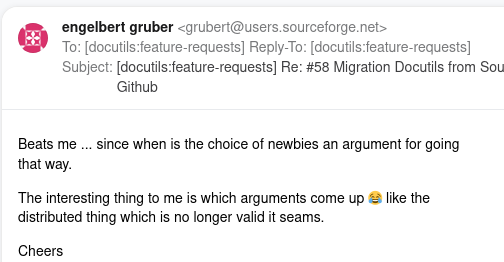 engelbert gruber <grubert@users.sourceforge.net>
To: [docutils:feature-requests] Reply-To: [docutils:feature-requests]
Subject: [docutils:feature-requests] Re: #58 Migration Docutils from Sou
Github
Beats me ... since when is the choice of newbies an argument for going
that way.
The interesting thing to me is which arguments come up 😂 like the
distributed thing which is no longer valid it seams.
Cheers